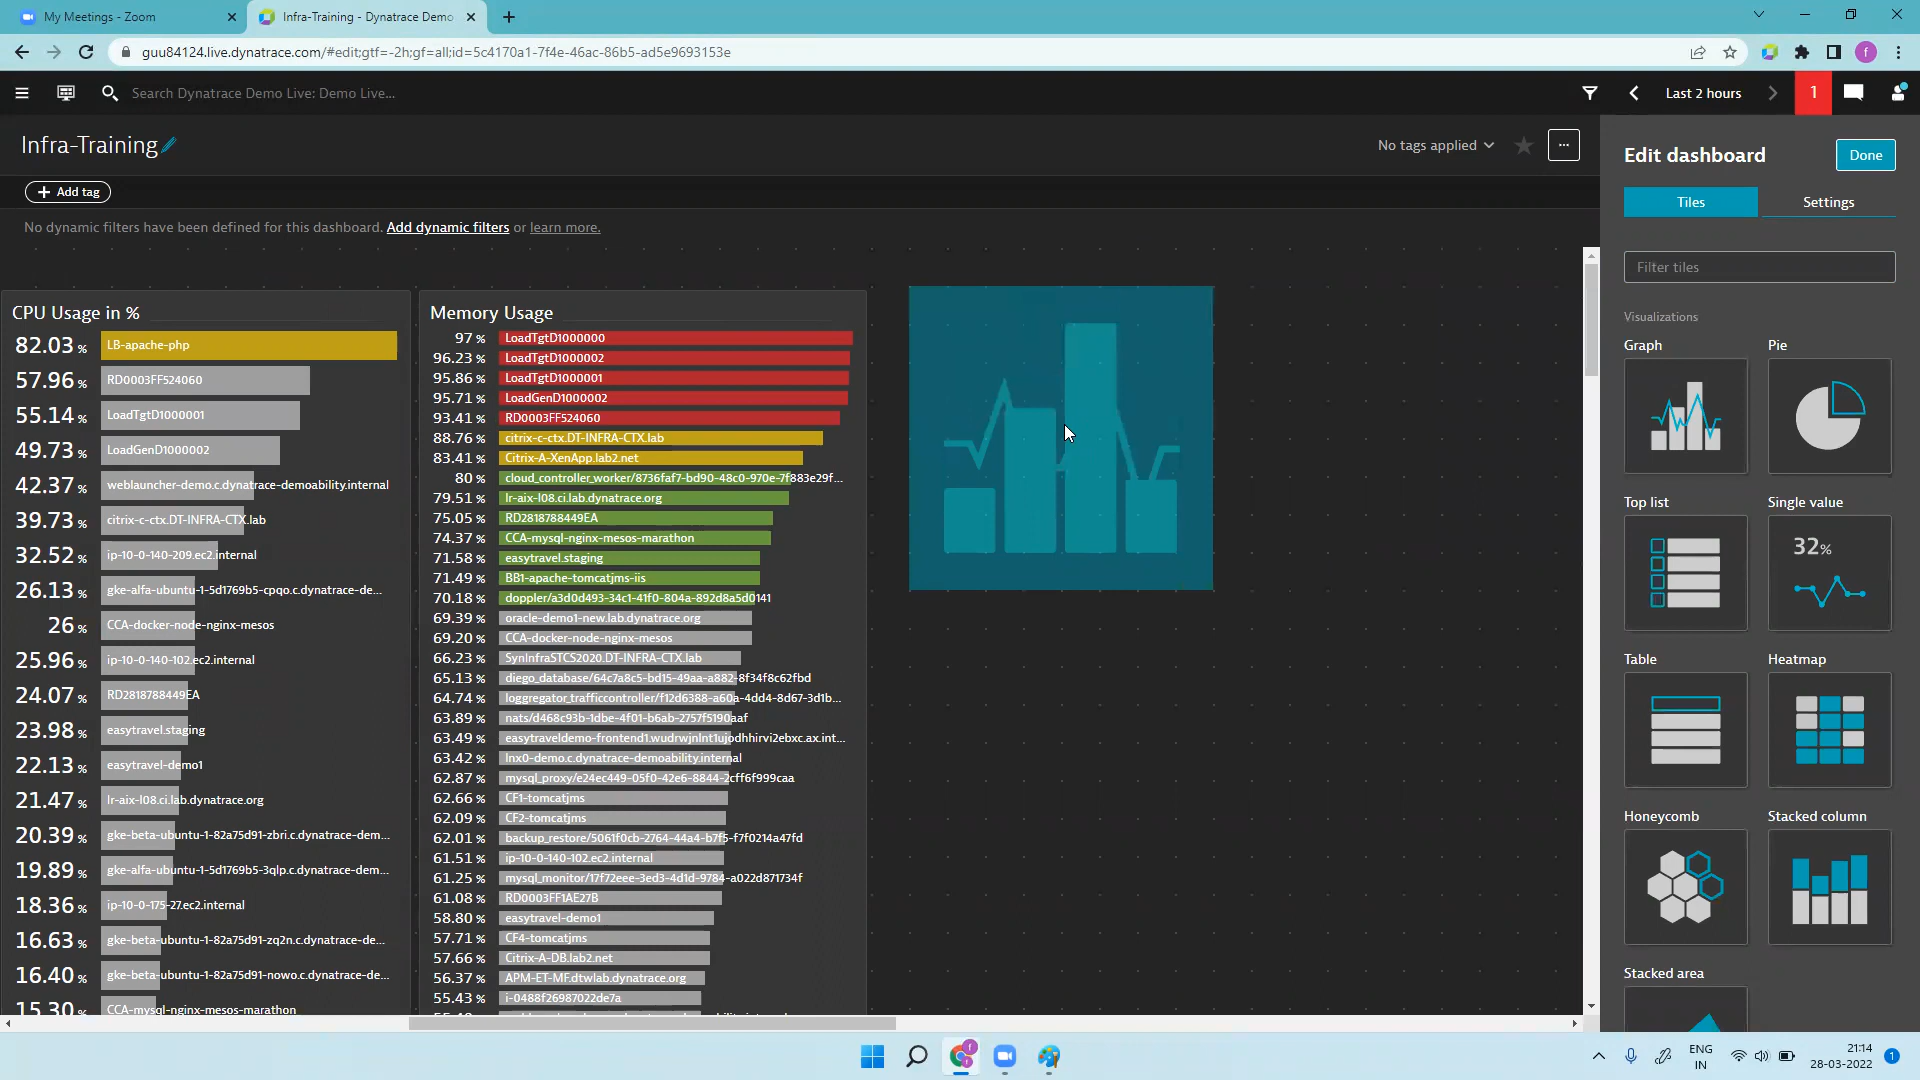 My Meetings - Zoom
Infra-Training - Dynatrace Demo
guu84124.live.dynatrace.com/#edit;gtf=-2h;gf=all;id=5c4170a1-7f4e-46ac-86b5-ad5e9693153e
f
Search Dynatrace Demo Live: Demo Live...
Last 2 hours
1
Infra-Training
No tags applied
...
Edit dashboard
Done
Add tag
Tiles
Settings
No dynamic filters have been defined for this dashboard. Add dynamic filters or learn more.
Filter tiles
Visualizations
Graph
Pie
Top list
Single value
32%
Table
Heatmap
Honeycomb
Stacked column
Stacked area
CPU Usage in %
82.03 % LB-apache-php
57.96 % RD0003FF524060
55.14 % LoadTgtD1000001
49.73 % LoadGenD1000002
42.37 % weblauncher-demo.c.dynatrace-demoability.internal
39.73 % citrix-c-ctx.DT-INFRA-CTX.lab
32.52 % ip-10-0-140-209.ec2.internal
26.13 % gke-alfa-ubuntu-1-5d1769b5-cpqo.c.dynatrace-de...
26 % CCA-docker-node-nginx-mesos
25.96 % ip-10-0-140-102.ec2.internal
24.07 % RD2818788449EA
23.98 % easytravel.staging
22.13 % easytravel-demo1
21.47 % lr-aix-l08.ci.lab.dynatrace.org
20.39 % gke-beta-ubuntu-1-82a75d91-zbri.c.dynatrace-dem...
19.89 % gke-alfa-ubuntu-1-5d1769b5-3qlp.c.dynatrace-dem...
18.36 % ip-10-0-175-27.ec2.internal
16.63 % gke-beta-ubuntu-1-82a75d91-zq2n.c.dynatrace-de...
16.40 % gke-beta-ubuntu-1-82a75d91-nowo.c.dynatrace-de...
15.30 % CCA-mysql-nginx-mesos-marathon
Memory Usage
97 % LoadTgtD1000000
96.23 % LoadTgtD1000002
95.86 % LoadTgtD1000001
95.71 % LoadGenD1000002
93.41 % RD0003FF524060
88.76 % citrix-c-ctx.DT-INFRA-CTX.lab
83.41 % Citrix-A-XenApp.lab2.net
80 % cloud_controller_worker/8736faf7-bd90-48c0-970e-7f883e29f...
79.51 % lr-aix-l08.ci.lab.dynatrace.org
75.05 % RD2818788449EA
74.37 % CCA-mysql-nginx-mesos-marathon
71.58 % easytravel.staging
71.49 % BB1-apache-tomcatjms-iis
70.18 % doppler/a3d0d493-34c1-41f0-804a-892d8a5d0141
69.39 % oracle-demo1-new.lab.dynatrace.org
69.20 % CCA-docker-node-nginx-mesos
66.23 % SynInfraSTCS2020.DT-INFRA-CTX.lab
65.13 % diego_database/64c7a8c5-bd15-49aa-a882-8f34f8c62fbd
64.74 % loggregator_trafficcontroller/f12d6388-a60a-4dd4-8d67-3d1b...
63.89 % nats/d468c93b-1dbe-4f01-b6ab-2757f5190aaf
63.49 % easytraveldemo-frontend1.wudrwjnlnt1ujodhhirvi2ebxc.ax.int...
63.42 % lnx0-demo.c.dynatrace-demoability.internal
62.87 % mysql_proxy/e24ec449-05f0-42e6-8844-2cff6f999caa
62.66 % CF1-tomcatjms
62.09 % CF2-tomcatjms
62.01 % backup_restore/5061f0cb-2764-44a4-b7f5-f7f0214a47fd
61.51 % ip-10-0-140-102.ec2.internal
61.25 % mysql_monitor/17f72eee-3ed3-4d1d-9784-a022d871734f
61.08 % RD0003FF1AE27B
58.80 % easytravel-demo1
57.71 % CF4-tomcatjms
57.66 % Citrix-A-DB.lab2.net
56.37 % APM-ET-MF.dtwlab.dynatrace.org
55.43 % i-0488f26987022de7a
ENG
IN
21:14
28-03-2022
1